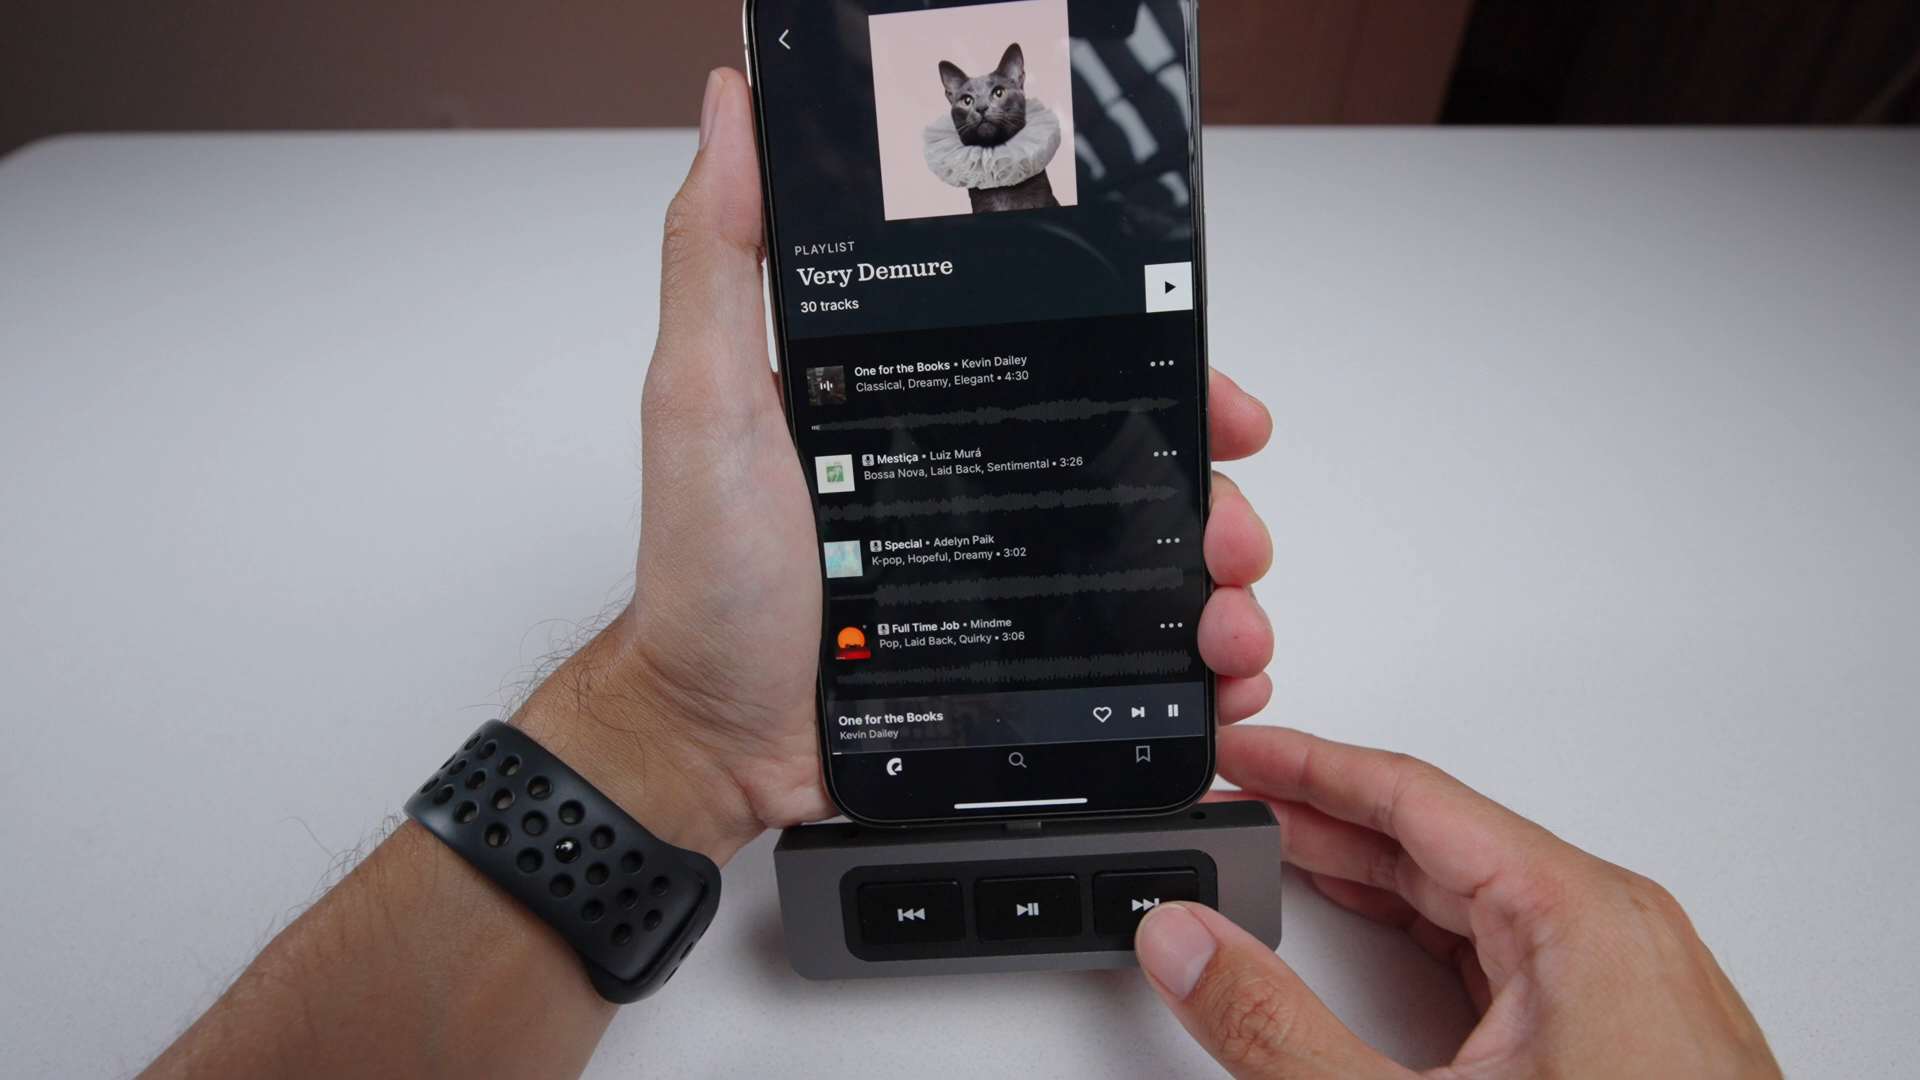 PLAYLIST
Very Demure
30 tracks
One for the Books • Kevin Dailey
Classical, Dreamy, Elegant • 4:30
Mestiça • Luiz Murá
Bossa Nova, Laid Back, Sentimental • 3:26
Special • Adelyn Paik
K-pop, Hopeful, Dreamy • 3:02
Full Time Job • Mindme
Pop, Laid Back, Quirky • 3:06
One for the Books
Kevin Dailey